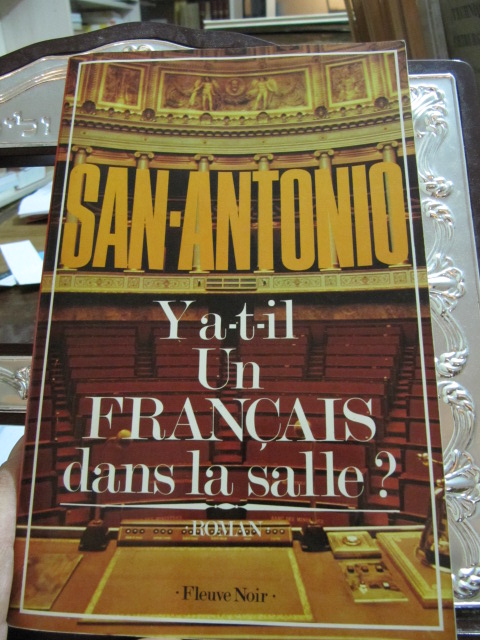 SAN-ANTONIO
Y a-t-il
Un
FRANÇAIS
dans la salle?
ROMAN
· Fleuve Noir ·